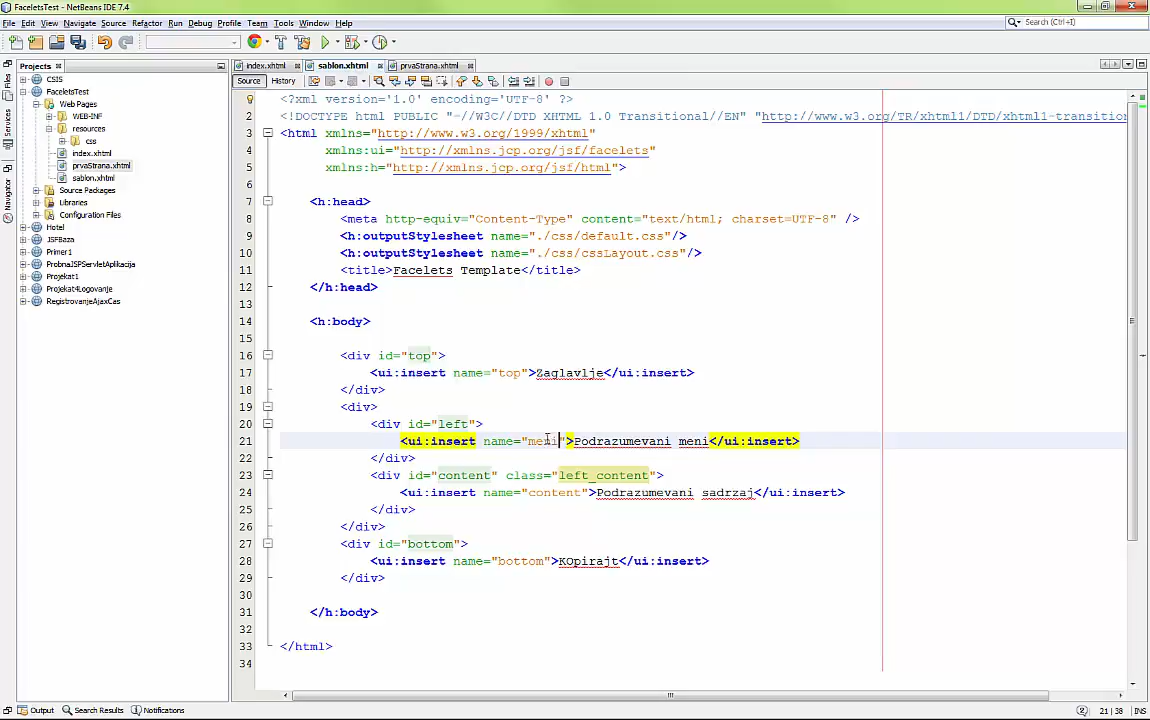 FaceletsTest - NetBeans IDE 7.4
File Edit View Navigate Source Refactor Run Debug Profile Team Tools Window Help
Search (Ctrl+I)
Projects
index.xhtml
sablon.xhtml
prvaStrana.xhtml
Source
History
Files
Services
Navigator
CSIS
FaceletsTest
Web Pages
WEB-INF
resources
css
index.xhtml
prvaStrana.xhtml
sablon.xhtml
Source Packages
Libraries
Configuration Files
Hotel
JSFBaza
Primer1
ProbnaJSPServletAplikacija
Projekat1
Projekat4Logovanje
RegistrovanjeAjaxCas
1 <?xml version='1.0' encoding='UTF-8' ?>
2 <!DOCTYPE html PUBLIC "-//W3C//DTD XHTML 1.0 Transitional//EN" "http://www.w3.org/TR/xhtml1/DTD/xhtml1-transition
3 <html xmlns="http://www.w3.org/1999/xhtml"
4 xmlns:ui="http://xmlns.jcp.org/jsf/facelets"
5 xmlns:h="http://xmlns.jcp.org/jsf/html">
6
7 <h:head>
8 <meta http-equiv="Content-Type" content="text/html; charset=UTF-8" />
9 <h:outputStylesheet name="./css/default.css"/>
10 <h:outputStylesheet name="./css/cssLayout.css"/>
11 <title>Facelets Template</title>
12 </h:head>
13
14 <h:body>
15
16 <div id="top">
17 <ui:insert name="top">Zaglavlje</ui:insert>
18 </div>
19 <div>
20 <div id="left">
21 <ui:insert name="meni">Podrazumevani meni</ui:insert>
22 </div>
23 <div id="content" class="left_content">
24 <ui:insert name="content">Podrazumevani sadrzaj</ui:insert>
25 </div>
26 </div>
27 <div id="bottom">
28 <ui:insert name="bottom">KOpirajt</ui:insert>
29 </div>
30
31 </h:body>
32
33 </html>
34
Output Search Results Notifications
2 21 | 38 INS